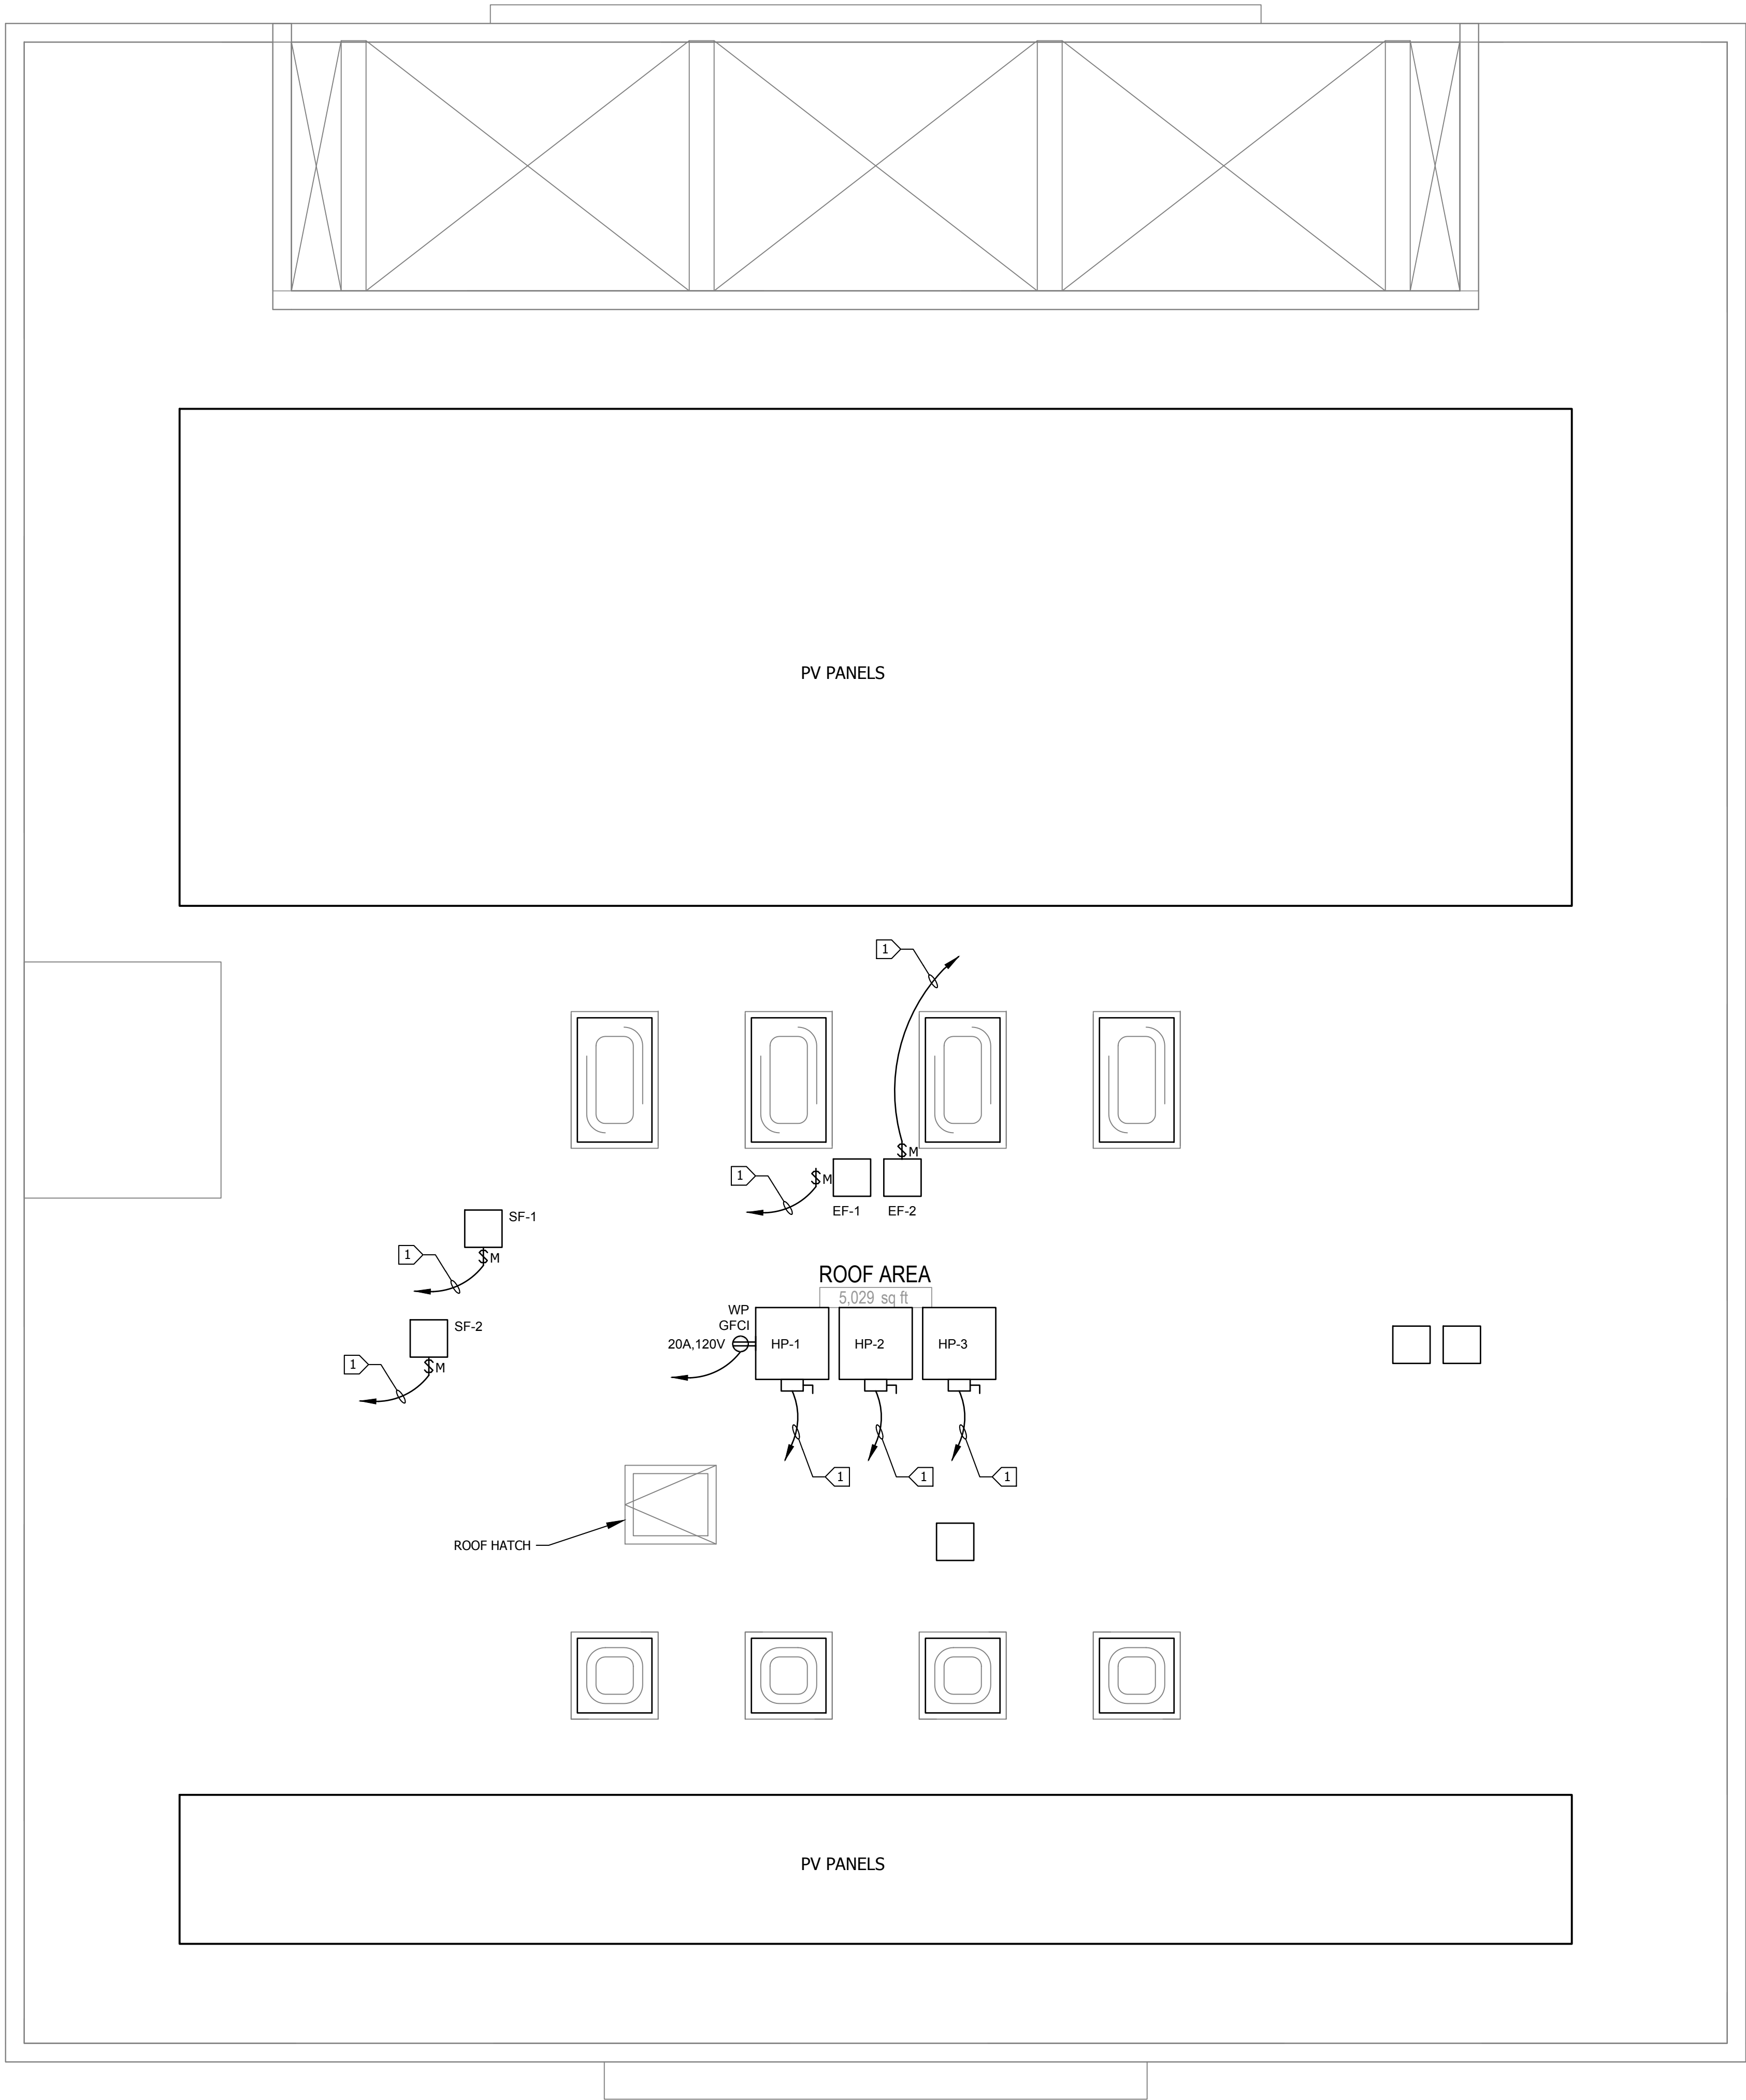 PV PANELS
1
1
$M
$M
EF-1
EF-2
SF-1
1
$M
ROOF AREA
5,029 sq ft
SF-2
1
$M
WP
GFCI
20A,120V
HP-1
HP-2
HP-3
1
1
1
ROOF HATCH
PV PANELS